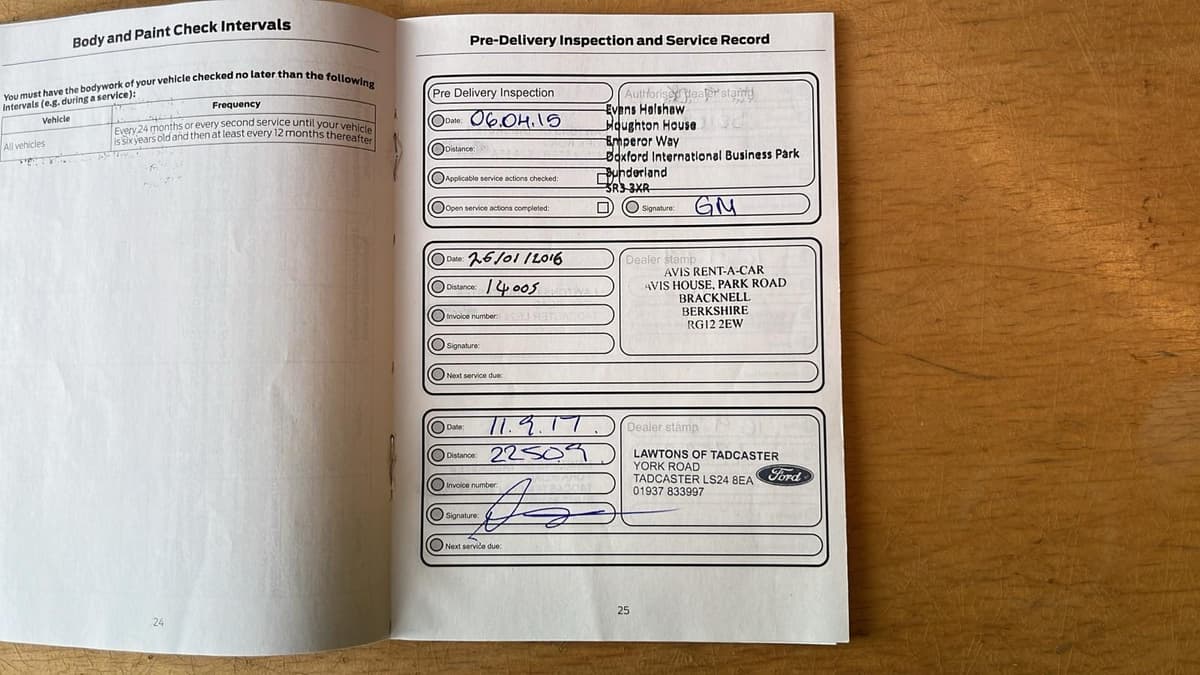 Body and Paint Check Intervals
You must have the bodywork of your vehicle checked no later than the following
intervals (e.g. during a service):
Vehicle Frequency
All vehicles Every 24 months or every second service until your vehicle
is six years old and then at least every 12 months thereafter
24
Pre-Delivery Inspection and Service Record
Pre Delivery Inspection
Date: 06.04.15
Distance:
Applicable service actions checked:
Open service actions completed:
Authorised dealer stamp
Evans Halshaw
Houghton House
Emperor Way
Doxford International Business Park
Sunderland
SR3 3XR
Signature: GM
Date: 26/01/2016
Distance: 14005
Invoice number:
Signature:
Next service due:
Dealer stamp
AVIS RENT-A-CAR
AVIS HOUSE, PARK ROAD
BRACKNELL
BERKSHIRE
RG12 2EW
Date: 11.9.17.
Distance: 22509
Invoice number:
Signature:
Next service due:
Dealer stamp
LAWTONS OF TADCASTER
YORK ROAD
TADCASTER LS24 8EA
01937 833997
Ford
25